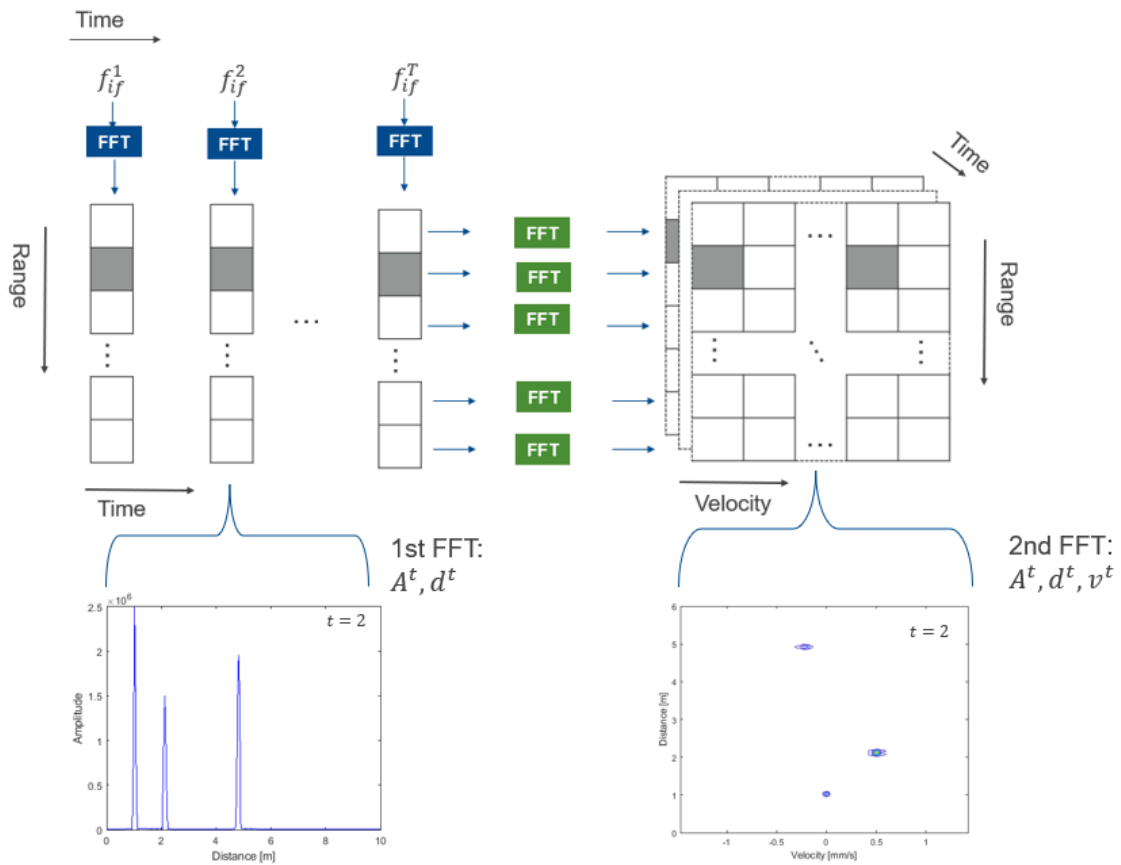 Time
f_{if}^1
f_{if}^2
f_{if}^T
FFT
FFT
FFT
Time
Range
...
FFT
FFT
FFT
FFT
FFT
...
...
Range
Time
Velocity
1st FFT:
A^t, d^t
2nd FFT:
A^t, d^t, v^t
×10^6
t = 2
2.5
2
1.5
1
0.5
0
Amplitude
0 2 4 6 8 10
Distance [m]
t = 2
6
5
4
3
2
1
0
Distance [m]
-1 -0.5 0 0.5 1
Velocity [mm/s]